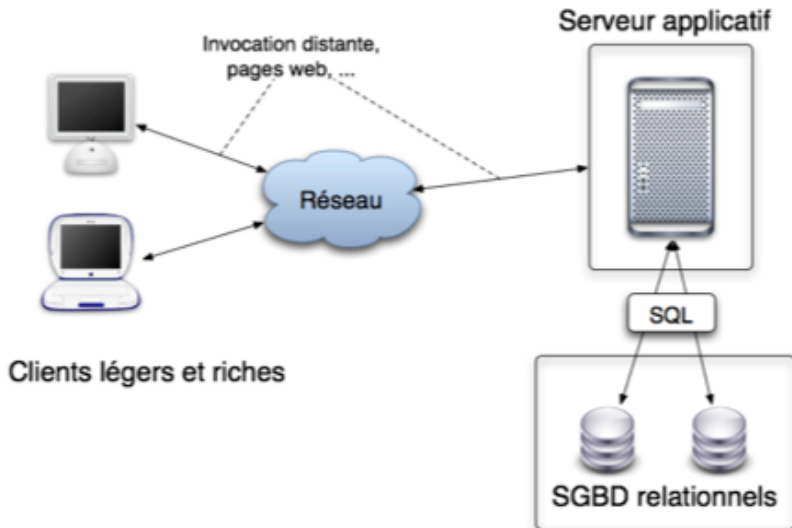 Serveur applicatif
Invocation distante,
pages web, ...
Réseau
SQL
Clients légers et riches
SGBD relationnels